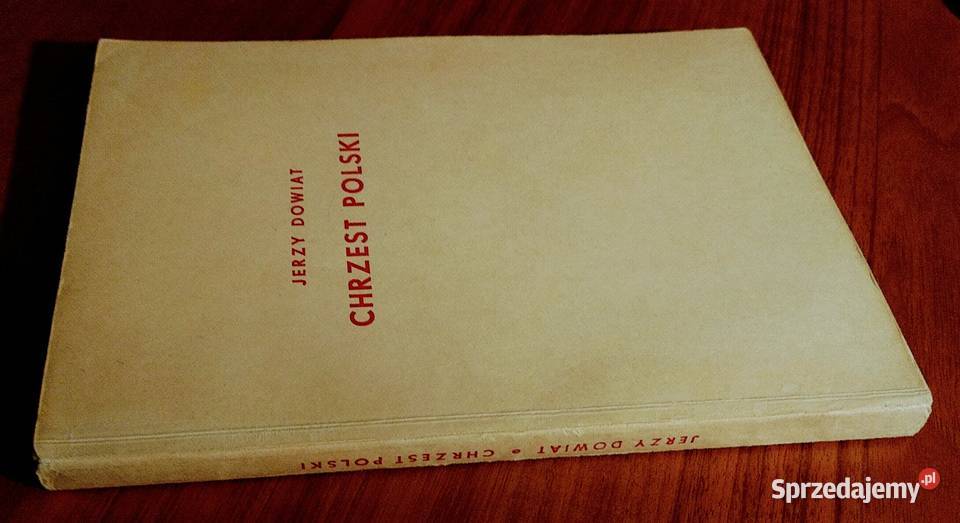 JERZY DOWIAT
CHRZEST POLSKI
JERZY DOWIAT • CHRZEST POLSKI
Sprzedajemy.pl